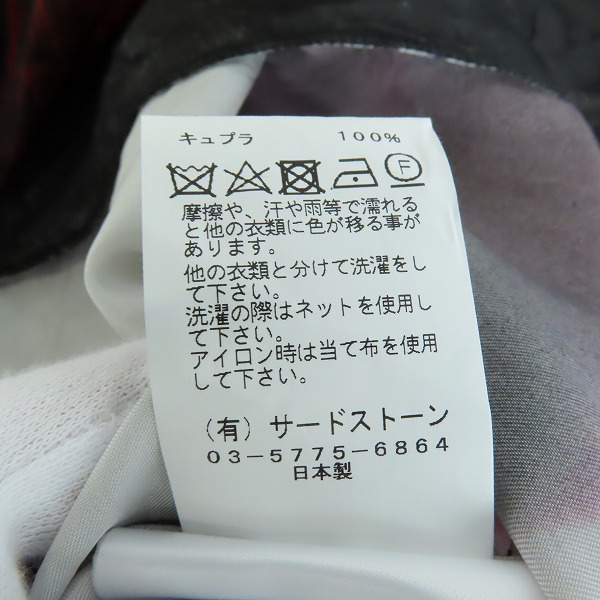 キュプラ 100%
F
摩擦や、汗や雨等で濡れる
と他の衣類に色が移る事が
あります。
他の衣類と分けて洗濯をし
て下さい。
洗濯の際はネットを使用し
て下さい。
アイロン時は当て布を使用
して下さい。
(有) サードストーン
03-5775-6864
日本製